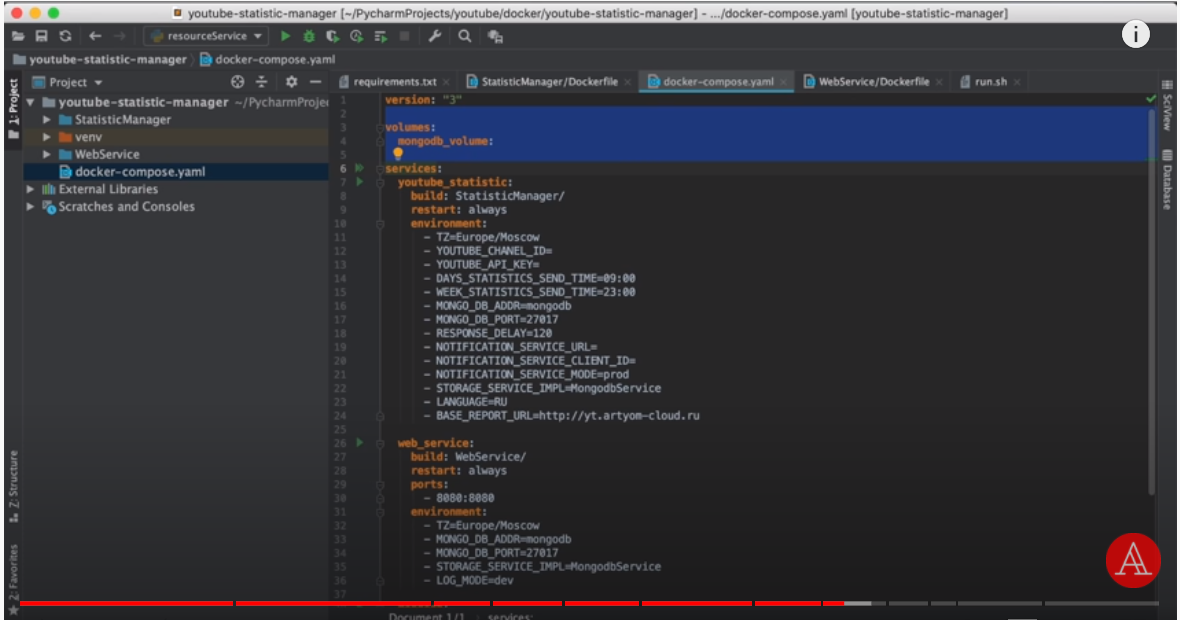 youtube-statistic-manager [~/PycharmProjects/youtube/docker/youtube-statistic-manager] - .../docker-compose.yaml [youtube-statistic-manager]
resourceService
i
youtube-statistic-manager docker-compose.yaml
Project
requirements.txt StatisticManager/Dockerfile docker-compose.yaml WebService/Dockerfile run.sh
1: Project
youtube-statistic-manager ~/PycharmProje
StatisticManager
venv
WebService
docker-compose.yaml
External Libraries
Scratches and Consoles
Z: Structure
2: Favorites
1 version: "3"
2
3 volumes:
4 mongodb_volume:
5
6 services:
7 youtube_statistic:
8 build: StatisticManager/
9 restart: always
10 environment:
11 - TZ=Europe/Moscow
12 - YOUTUBE_CHANEL_ID=
13 - YOUTUBE_API_KEY=
14 - DAYS_STATISTICS_SEND_TIME=09:00
15 - WEEK_STATISTICS_SEND_TIME=23:00
16 - MONGO_DB_ADDR=mongodb
17 - MONGO_DB_PORT=27017
18 - RESPONSE_DELAY=120
19 - NOTIFICATION_SERVICE_URL=
20 - NOTIFICATION_SERVICE_CLIENT_ID=
21 - NOTIFICATION_SERVICE_MODE=prod
22 - STORAGE_SERVICE_IMPL=MongodbService
23 - LANGUAGE=RU
24 - BASE_REPORT_URL=http://yt.artyom-cloud.ru
25
26 web_service:
27 build: WebService/
28 restart: always
29 ports:
30 - 8080:8080
31 environment:
32 - TZ=Europe/Moscow
33 - MONGO_DB_ADDR=mongodb
34 - MONGO_DB_PORT=27017
35 - STORAGE_SERVICE_IMPL=MongodbService
36 - LOG_MODE=dev
37
Document 1/1 services:
SciView
Database
A